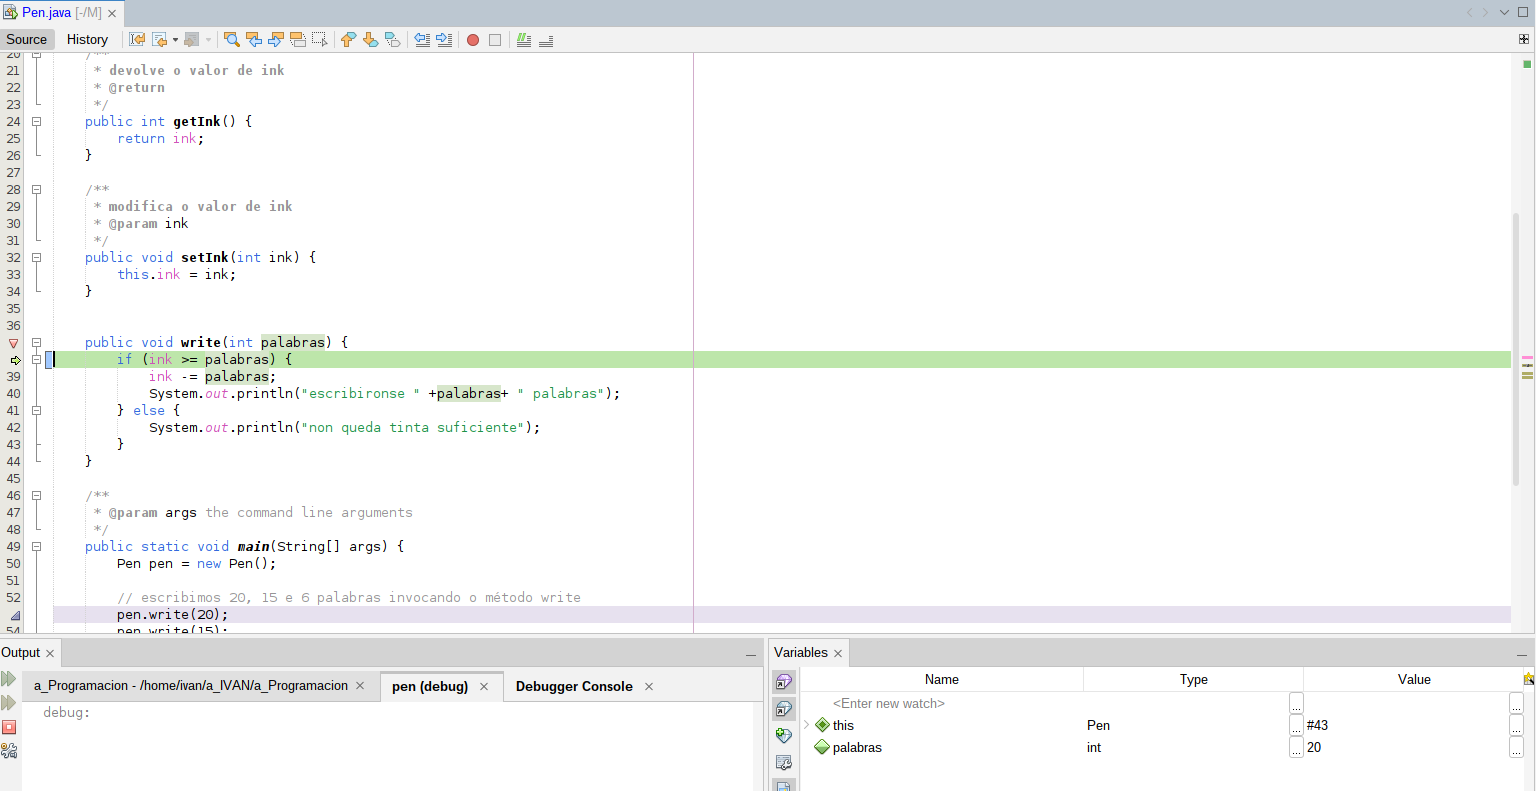 Pen.java [-/M]
Source History
20 /**
21 * devolve o valor de ink
22 * @return
23 */
24 public int getInk() {
25 return ink;
26 }
27
28 /**
29 * modifica o valor de ink
30 * @param ink
31 */
32 public void setInk(int ink) {
33 this.ink = ink;
34 }
35
36
public void write(int palabras) {
if (ink >= palabras) {
39 ink -= palabras;
40 System.out.println("escribironse " +palabras+ " palabras");
41 } else {
42 System.out.println("non queda tinta suficiente");
43 }
44 }
45
46 /**
47 * @param args the command line arguments
48 */
49 public static void main(String[] args) {
50 Pen pen = new Pen();
51
52 // escribimos 20, 15 e 6 palabras invocando o método write
pen.write(20);
54 pen.write(15);
Output
a_Programacion - /home/ivan/a_IVAN/a_Programacion pen (debug) Debugger Console
debug:
Variables
Name Type Value
<Enter new watch> ... ...
this Pen ... #43 ...
palabras int ... 20 ...